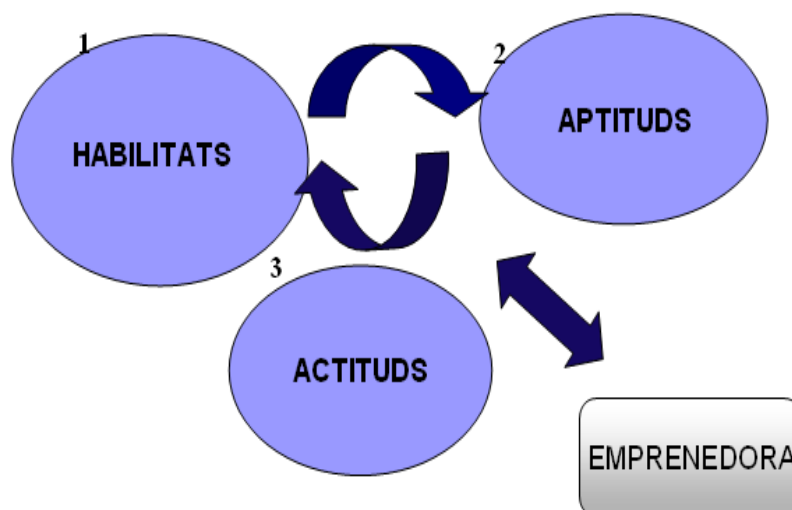 1
HABILITATS
2
APTITUDS
3
ACTITUDS
EMPRENEDORA